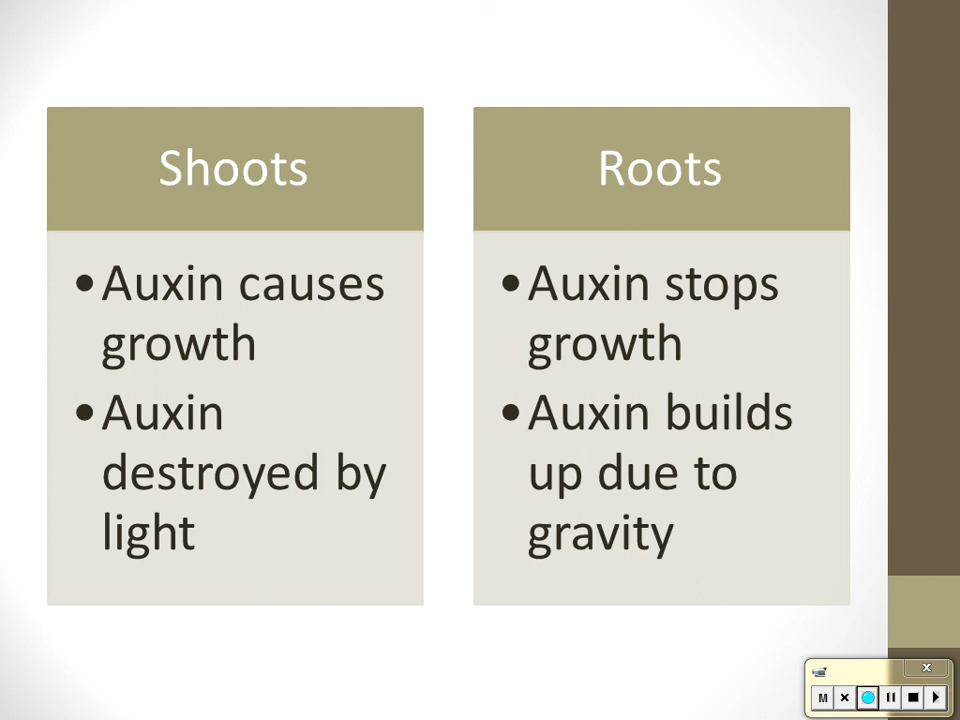 Shoots
•Auxin causes
growth
•Auxin
destroyed by
light
Roots
•Auxin stops
growth
•Auxin builds
up due to
gravity
x
M